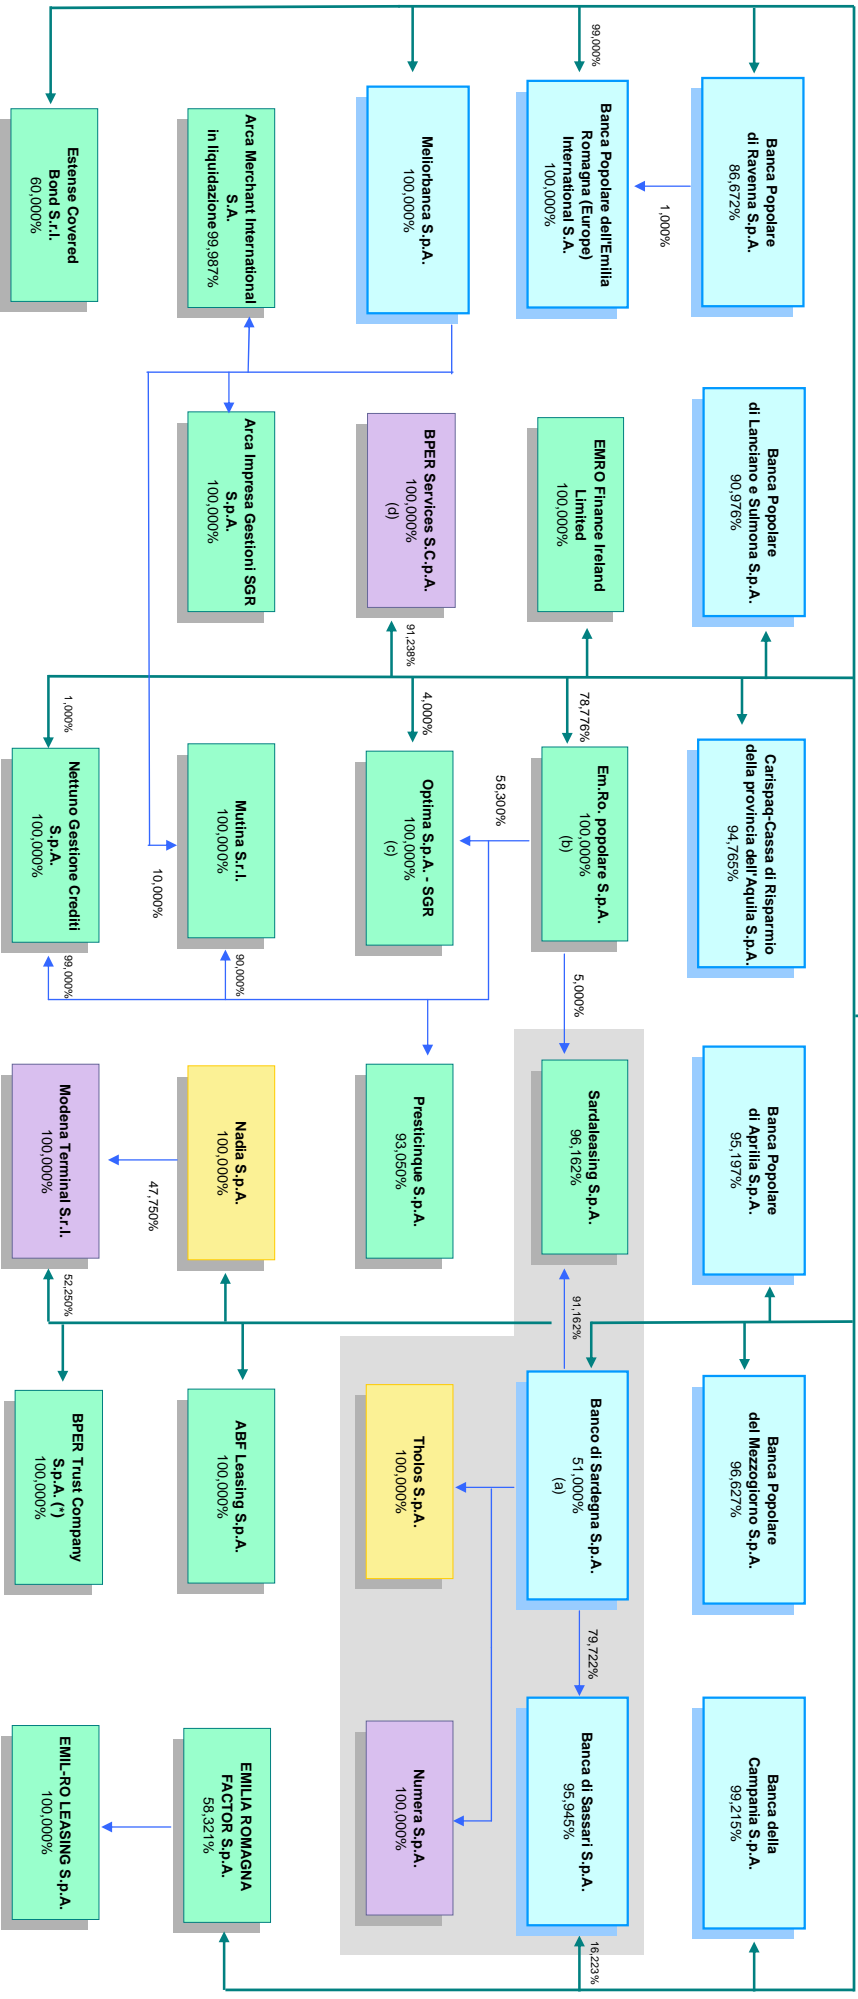 Banca Popolare
di Ravenna S.p.A.
86,672%
Banca Popolare
di Lanciano e Sulmona S.p.A.
90,976%
Carispaq-Cassa di Risparmio
della provincia dell'Aquila S.p.A.
94,765%
Banca Popolare
di Aprilia S.p.A.
95,197%
Banca Popolare
del Mezzogiorno S.p.A.
96,627%
Banca della
Campania S.p.A.
99,215%
1,000%
99,000%
Banca Popolare dell'Emilia
Romagna (Europe)
International S.A.
100,000%
EMRO Finance Ireland
Limited
100,000%
78,776%
Em.Ro. popolare S.p.A.
100,000%
(b)
5,000%
Sardaleasing S.p.A.
96,162%
91,162%
Banco di Sardegna S.p.A.
51,000%
(a)
79,722%
Banca di Sassari S.p.A.
95,945%
16,223%
58,300%
Meliorbanca S.p.A.
100,000%
BPER Services S.C.p.A.
100,000%
(d)
91,238%
4,000%
Optima S.p.A. - SGR
100,000%
(c)
Presticinque S.p.A.
93,050%
Tholos S.p.A.
100,000%
Numera S.p.A.
100,000%
Arca Merchant International
S.A.
in liquidazione 99,987%
Arca Impresa Gestioni SGR
S.p.A.
100,000%
Mutina S.r.l.
100,000%
90,000%
10,000%
Nadia S.p.A.
100,000%
47,750%
ABF Leasing S.p.A.
100,000%
EMILIA ROMAGNA
FACTOR S.p.A.
58,321%
Estense Covered
Bond S.r.l.
60,000%
1,000%
Nettuno Gestione Crediti
S.p.A.
100,000%
99,000%
Modena Terminal S.r.l.
100,000%
52,250%
BPER Trust Company
S.p.A. (*)
100,000%
EMIL-RO LEASING S.p.A.
100,000%